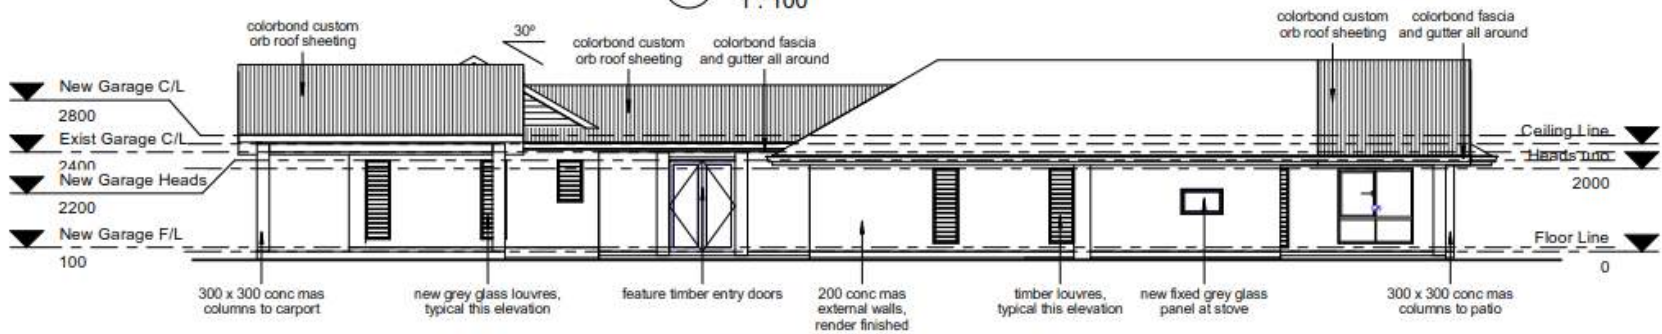 1 : 100
colorbond custom
orb roof sheeting
30°
colorbond custom
orb roof sheeting
colorbond fascia
and gutter all around
colorbond custom
orb roof sheeting
colorbond fascia
and gutter all around
New Garage C/L
2800
Exist Garage C/L
2400
New Garage Heads
2200
New Garage F/L
100
Ceiling Line
Heads uno
2000
Floor Line
0
300 x 300 conc mas
columns to carport
new grey glass louvres,
typical this elevation
feature timber entry doors
200 conc mas
external walls,
render finished
timber louvres,
typical this elevation
new fixed grey glass
panel at stove
300 x 300 conc mas
columns to patio